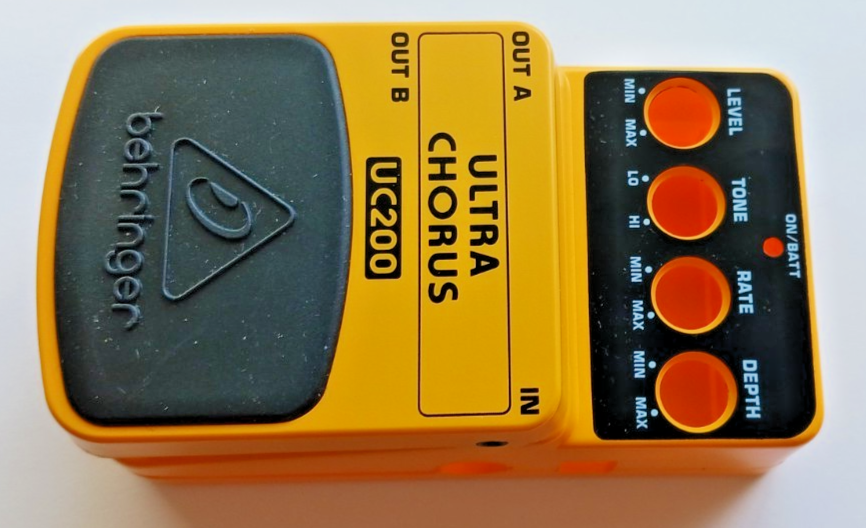 LEVEL TONE RATE DEPTH
MIN MAX LO HI MIN MAX MIN MAX
ON/BATT
OUT A IN
OUT B
ULTRA
CHORUS
UC200
behringer